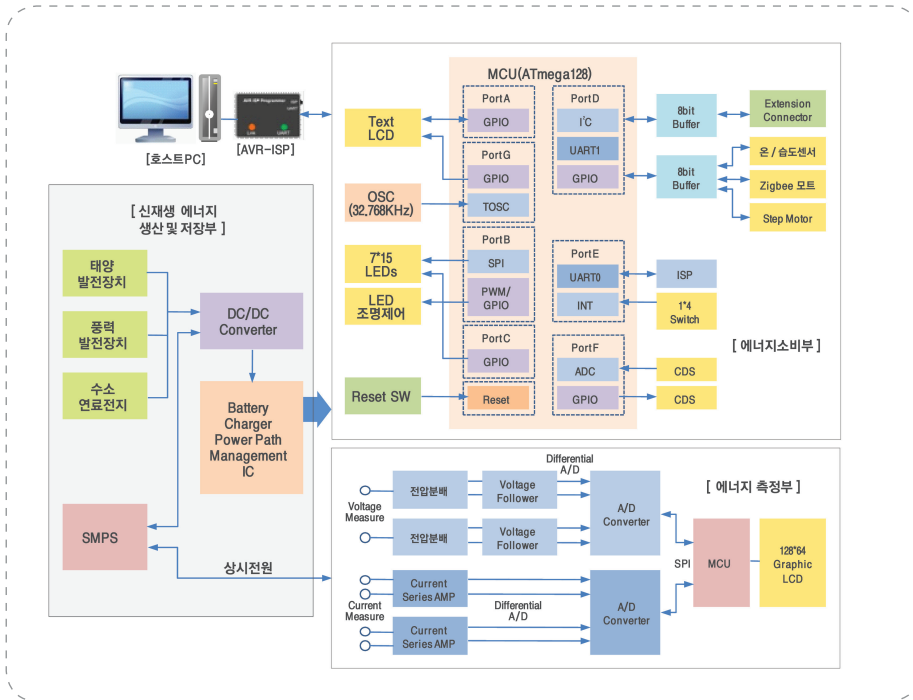 AVR ISP Programmer
ISP
UART
Link
UART
[호스트PC]
[AVR-ISP]
MCU(ATmega128)
Text
LCD
OSC
(32,768KHz)
7*15
LEDs
LED
조명제어
Reset SW
PortA
GPIO
PortG
GPIO
TOSC
PortB
SPI
PWM/
GPIO
PortC
GPIO
Reset
PortD
I²C
UART1
GPIO
PortE
UART0
INT
PortF
ADC
GPIO
8bit
Buffer
8bit
Buffer
Extension
Connector
온 / 습도센서
Zigbee 모트
Step Motor
ISP
1*4
Switch
[ 에너지소비부 ]
CDS
CDS
[ 신재생 에너지
생산 및 저장부 ]
태양
발전장치
풍력
발전장치
수소
연료전지
DC/DC
Converter
Battery
Charger
Power Path
Management
IC
SMPS
상시전원
[ 에너지 측정부 ]
Voltage
Measure
전압분배
Voltage
Follower
전압분배
Voltage
Follower
Differential
A/D
A/D
Converter
Current
Measure
Current
Series AMP
Current
Series AMP
Differential
A/D
A/D
Converter
SPI
MCU
128*64
Graphic
LCD